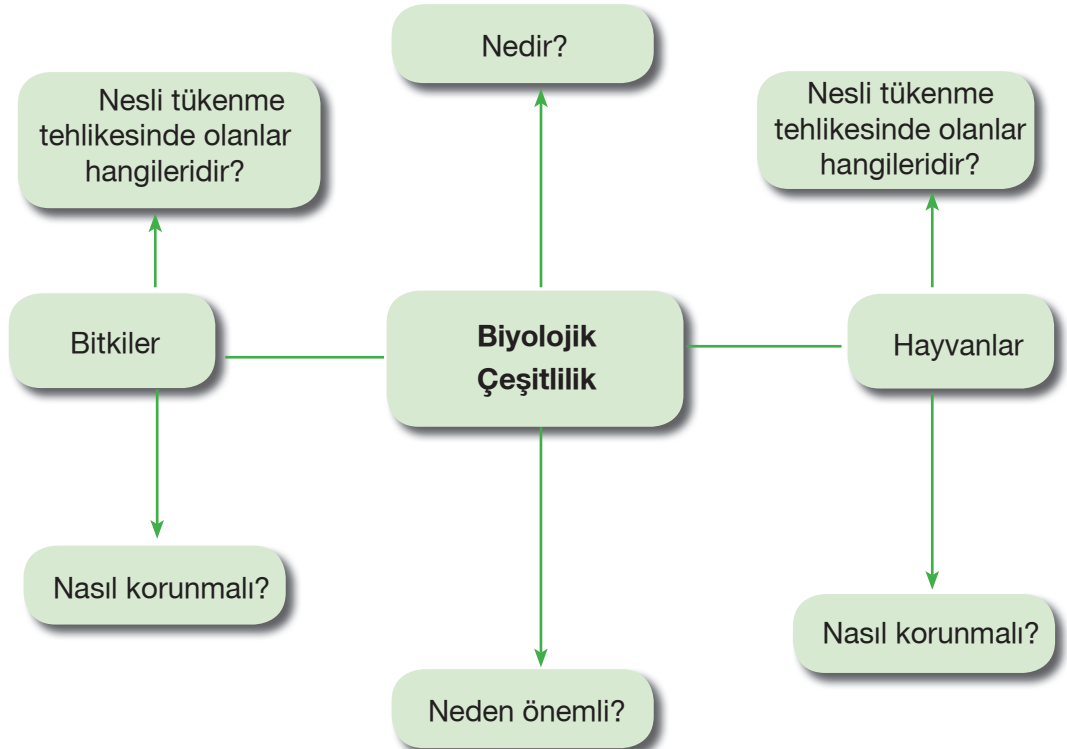 Nedir?
Nesli tükenme
tehlikesinde olanlar
hangileridir?
Nesli tükenme
tehlikesinde olanlar
hangileridir?
Bitkiler
Biyolojik
Çeşitlilik
Hayvanlar
Nasıl korunmalı?
Nasıl korunmalı?
Neden önemli?